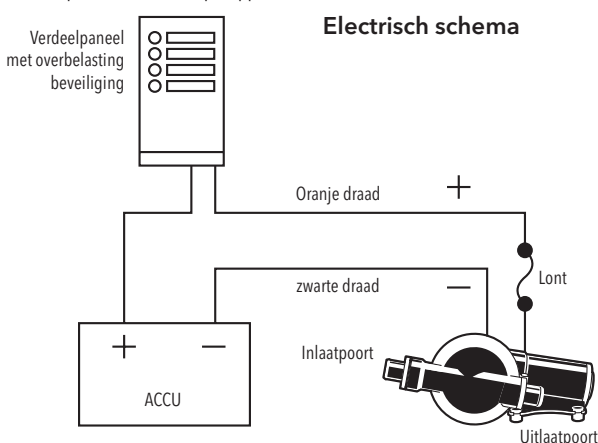 Electrisch schema
Verdeelpaneel
met overbelasting
beveiliging
Oranje draad
+
zwarte draad
—
Lont
Inlaatpoort
+
—
ACCU
Uitlaatpoort